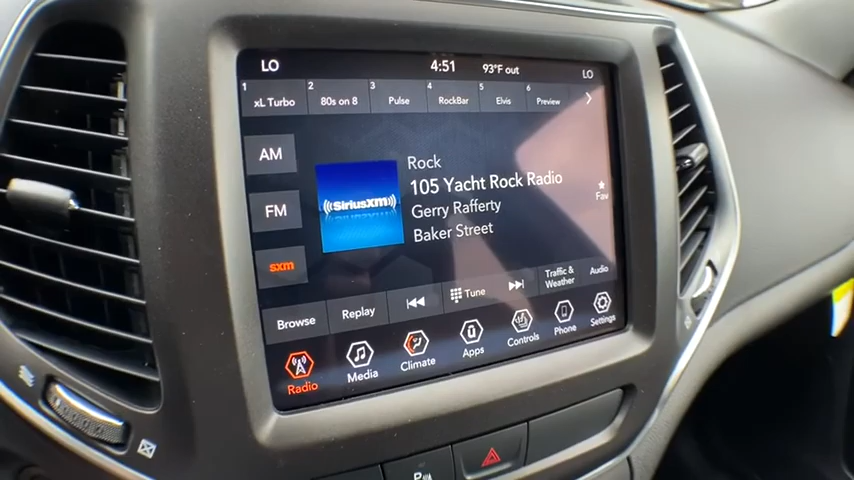 LO 4:51 93°F out LO
1 xL Turbo 2 80s on 8 3 Pulse 4 RockBar 5 Elvis 6 Preview
AM
FM
sxm
SiriusXM
Rock
105 Yacht Rock Radio
Gerry Rafferty
Baker Street
Fav
Browse Replay Tune Traffic & Weather Audio
Radio Media Climate Apps Controls Phone Settings
P